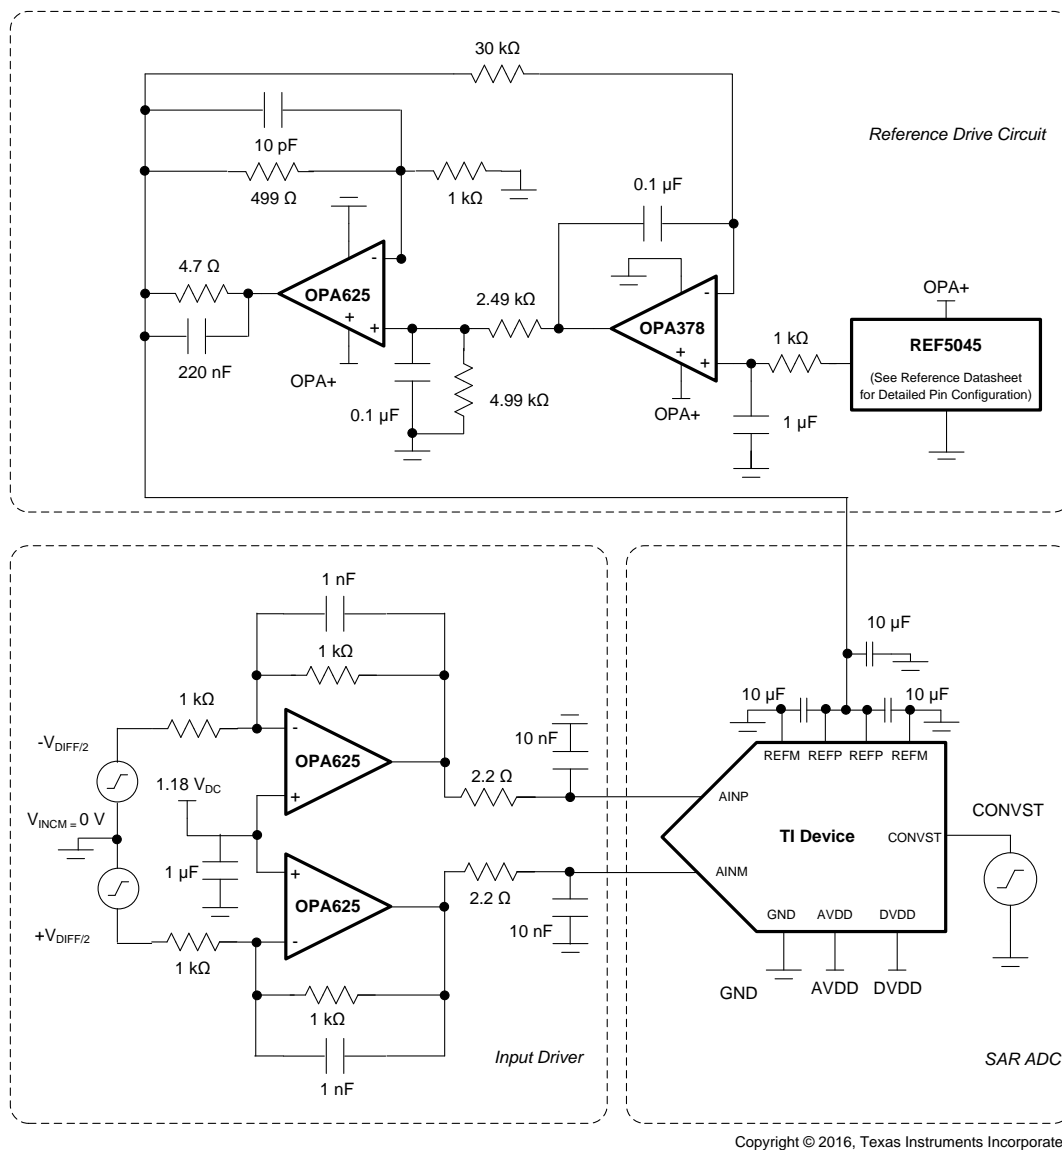 30 kΩ
Reference Drive Circuit
10 pF
499 Ω
1 kΩ
0.1 µF
4.7 Ω
220 nF
-
OPA625
+
+
OPA+
2.49 kΩ
0.1 µF
4.99 kΩ
-
OPA378
+
+
OPA+
1 kΩ
1 µF
OPA+
REF5045
(See Reference Datasheet
for Detailed Pin Configuration)
1 nF
1 kΩ
1 kΩ
-VDIFF/2
-
OPA625
+
1.18 VDC
VINCM = 0 V
1 µF
+
OPA625
-
+VDIFF/2
1 kΩ
1 kΩ
1 nF
10 nF
2.2 Ω
2.2 Ω
10 nF
Input Driver
10 µF
10 µF
10 µF
REFM
REFP
REFP
REFM
AINP
TI Device
CONVST
CONVST
AINM
GND
AVDD
DVDD
GND
AVDD
DVDD
SAR ADC
Copyright © 2016, Texas Instruments Incorporate